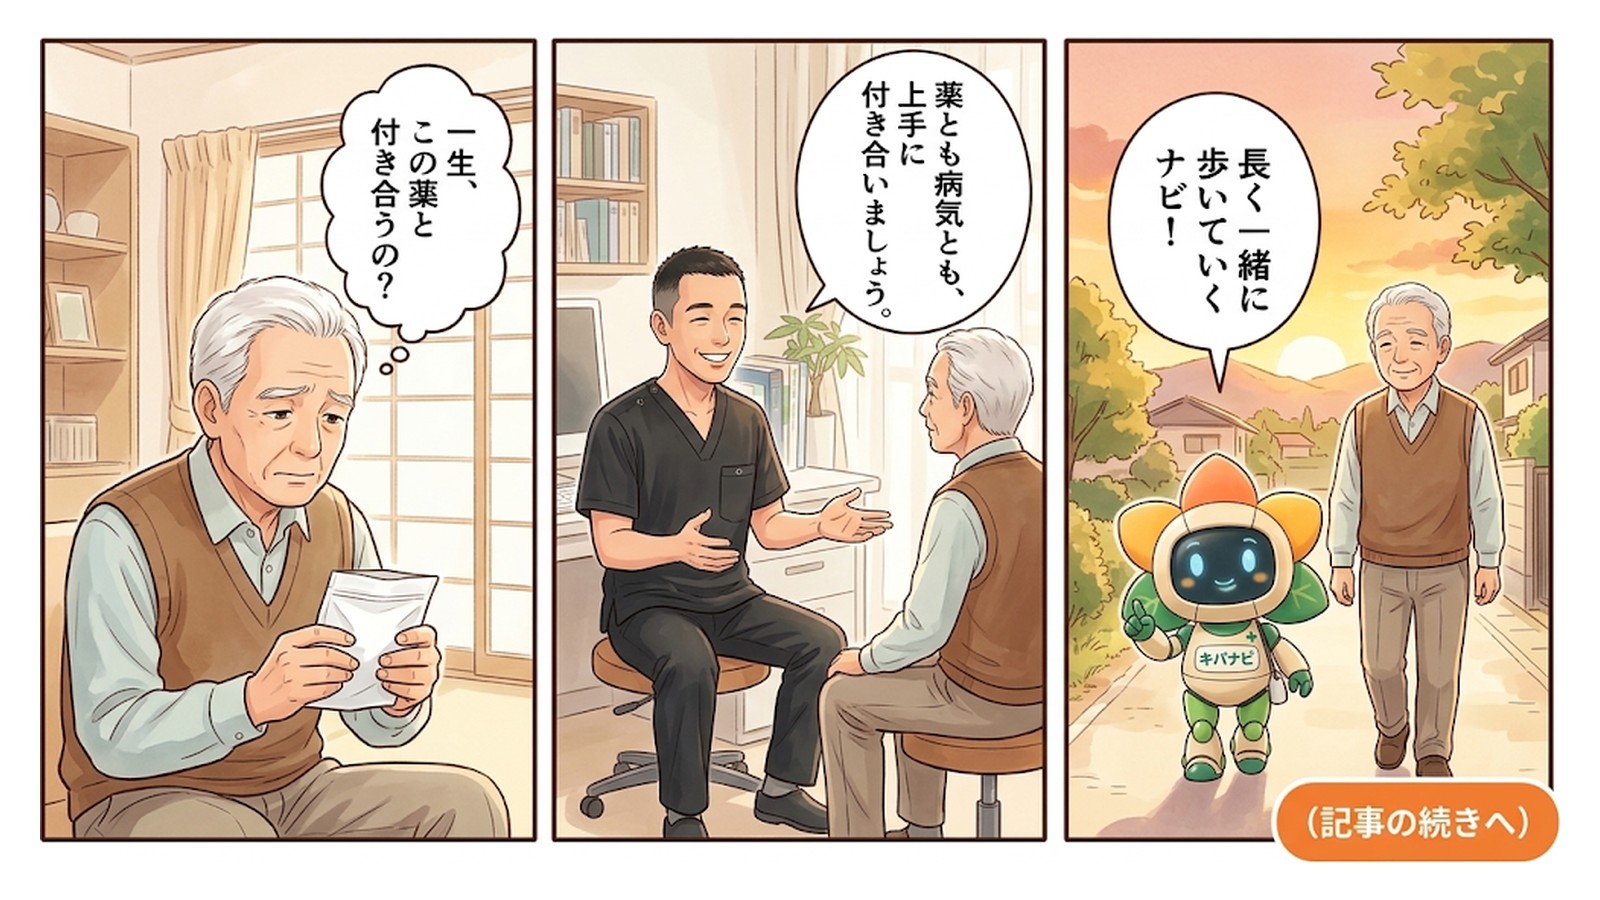 一生、
この薬と
付き合うの？
薬とも病気とも、
上手に
付き合いましょう。
長く一緒に
歩いていく
ナビ！
キバナビ
（記事の続きへ）